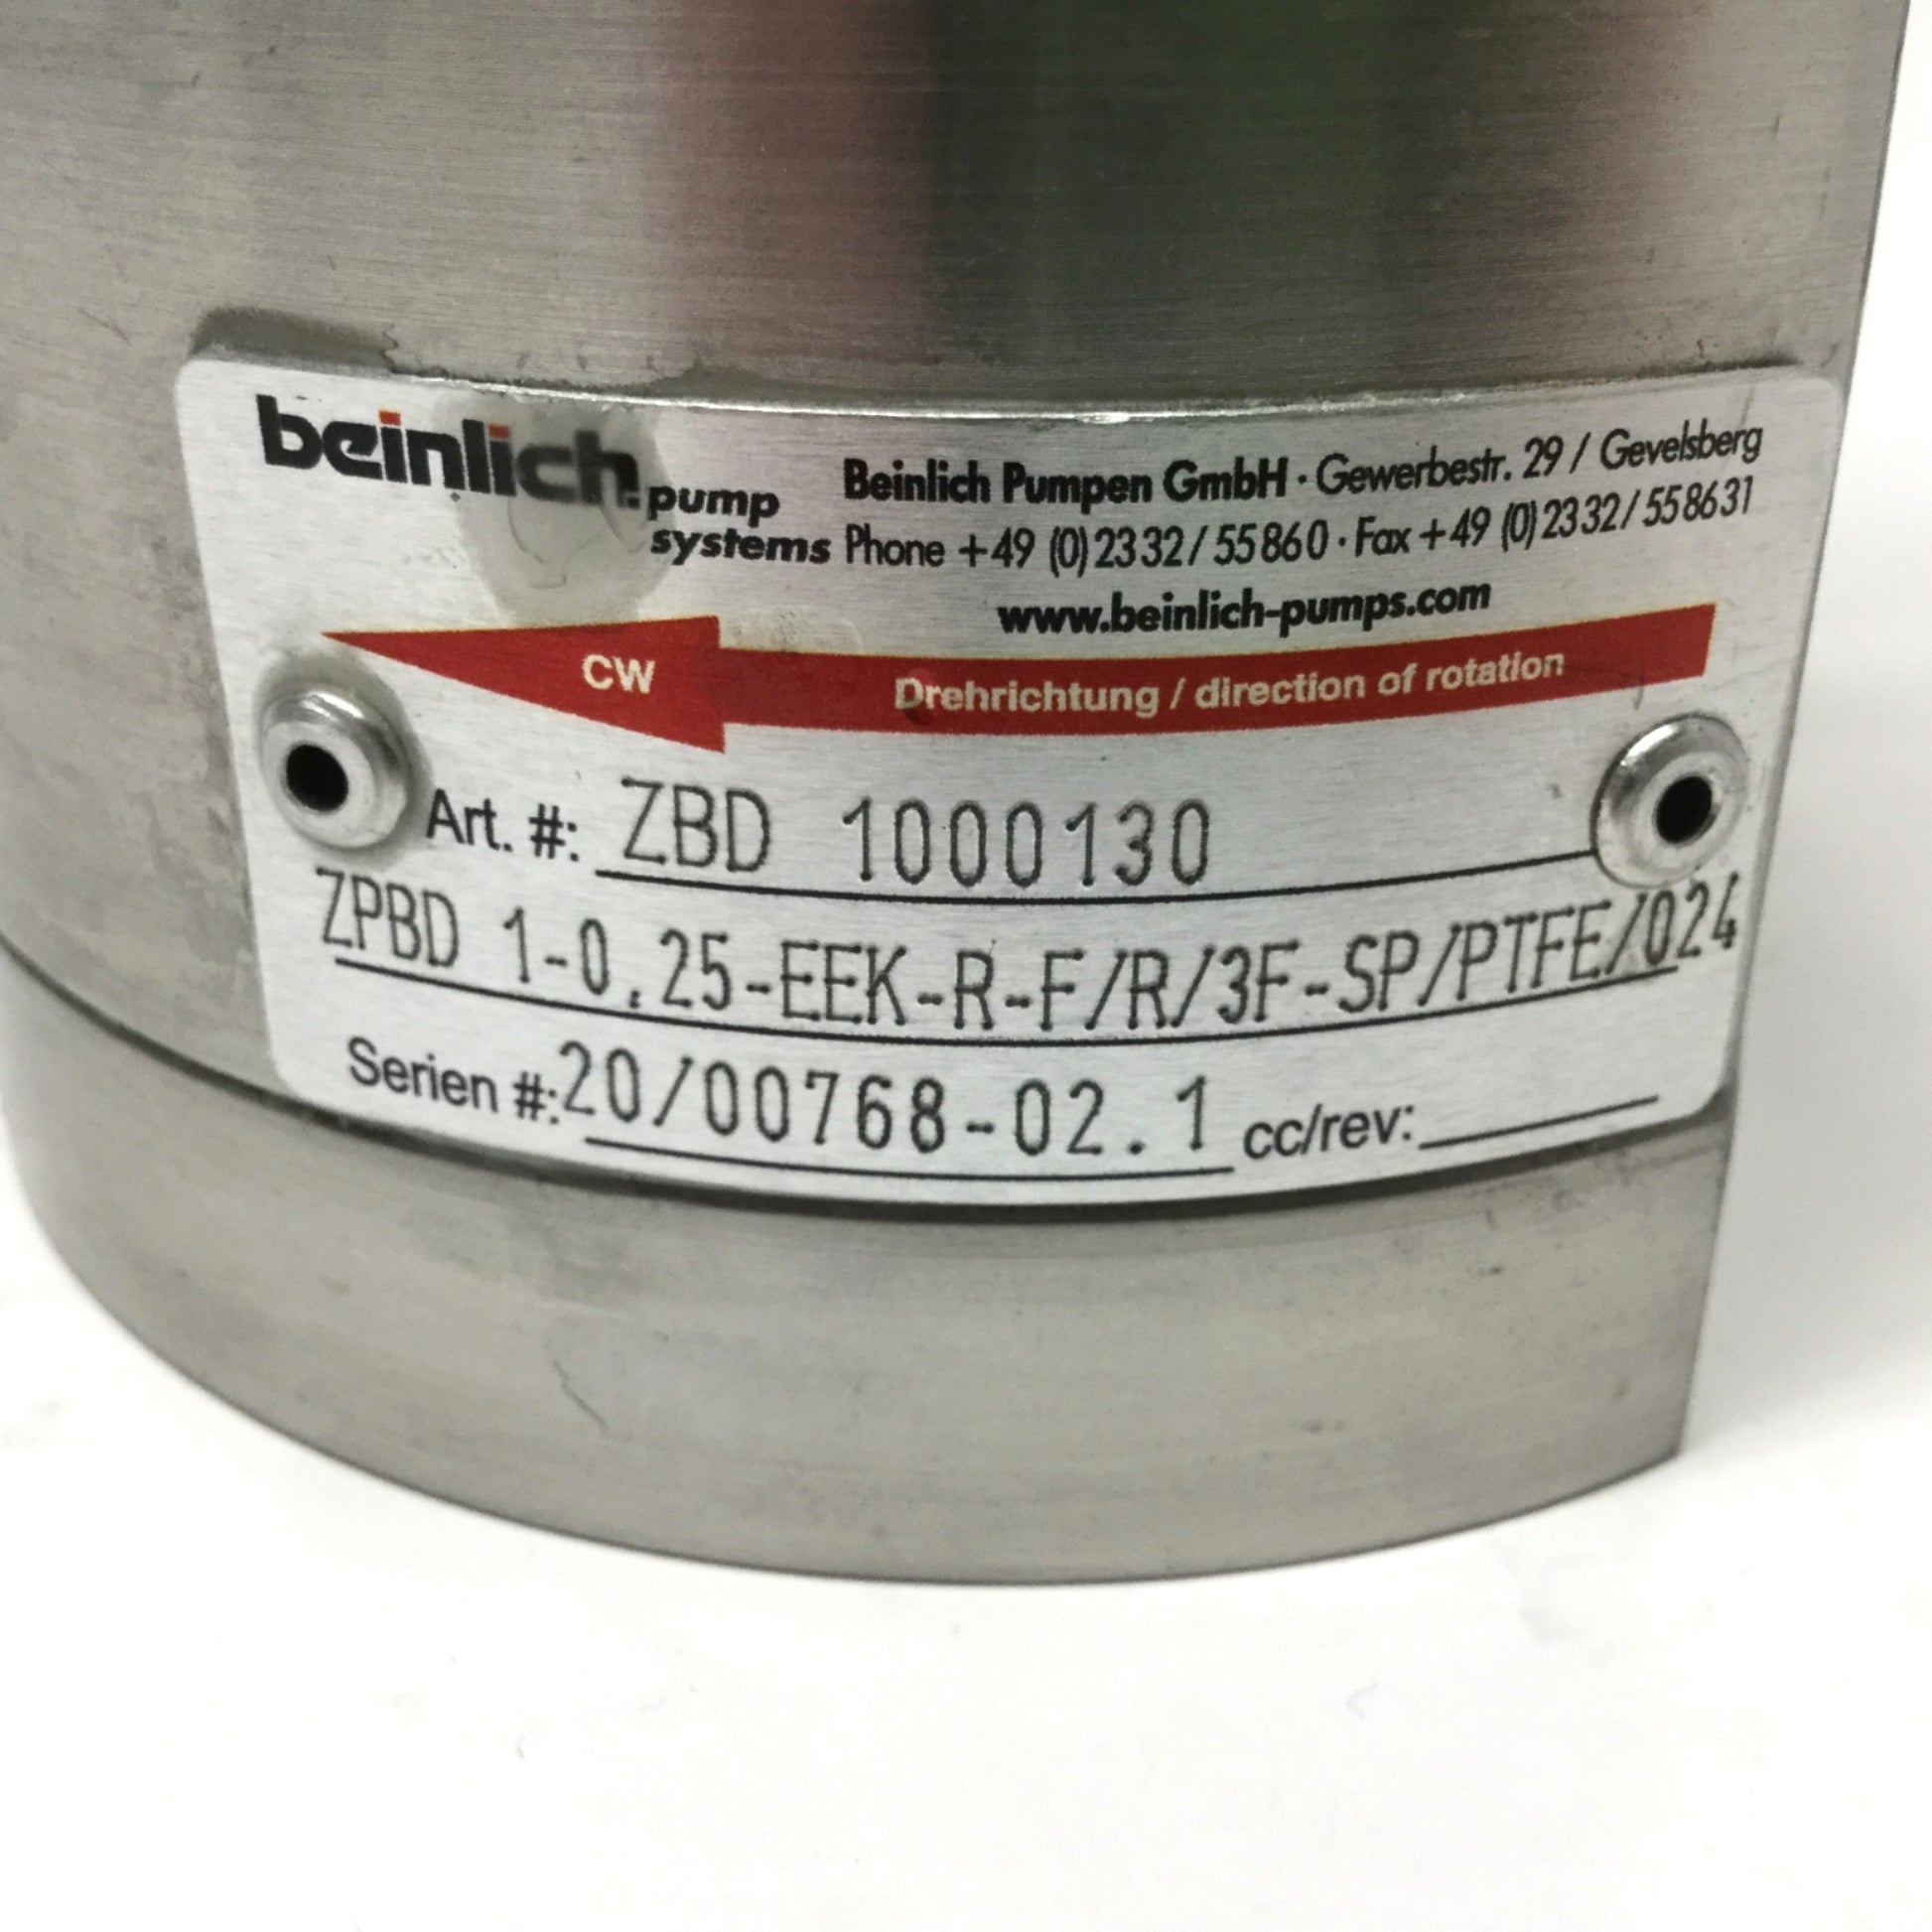 beinlich.
pump
systems
Beinlich Pumpen GmbH · Gewerbestr. 29 / Gevelsberg
Phone +49 (0)2332/55860 · Fax +49 (0)2332/558631
www.beinlich-pumps.com
CW Drehrichtung / direction of rotation
Art. #: ZBD 1000130
ZPBD 1-0.25-EEK-R-F/R/3F-SP/PTFE/024
Serien #: 20/00768-02.1 cc/rev: